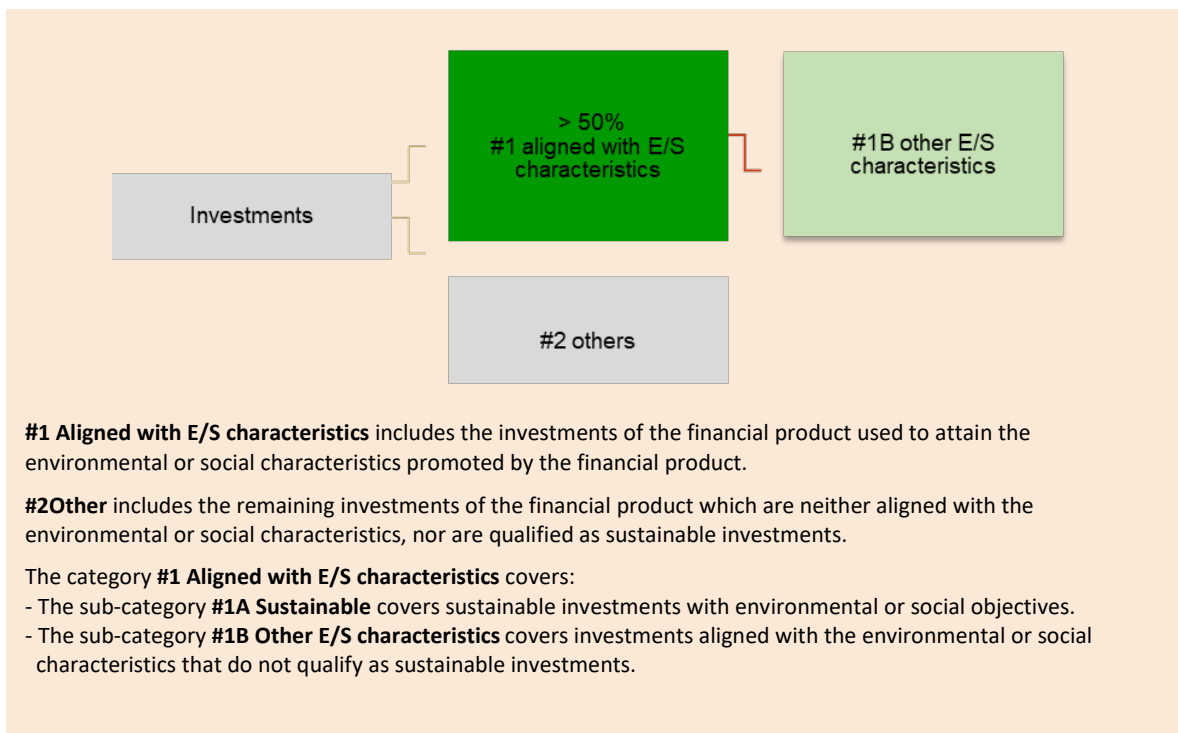 > 50%
#1 aligned with E/S
characteristics
#1B other E/S
characteristics
Investments
#2 others
#1 Aligned with E/S characteristics includes the investments of the financial product used to attain the
environmental or social characteristics promoted by the financial product.
#2Other includes the remaining investments of the financial product which are neither aligned with the
environmental or social characteristics, nor are qualified as sustainable investments.
The category #1 Aligned with E/S characteristics covers:
- The sub-category #1A Sustainable covers sustainable investments with environmental or social objectives.
- The sub-category #1B Other E/S characteristics covers investments aligned with the environmental or social
characteristics that do not qualify as sustainable investments.